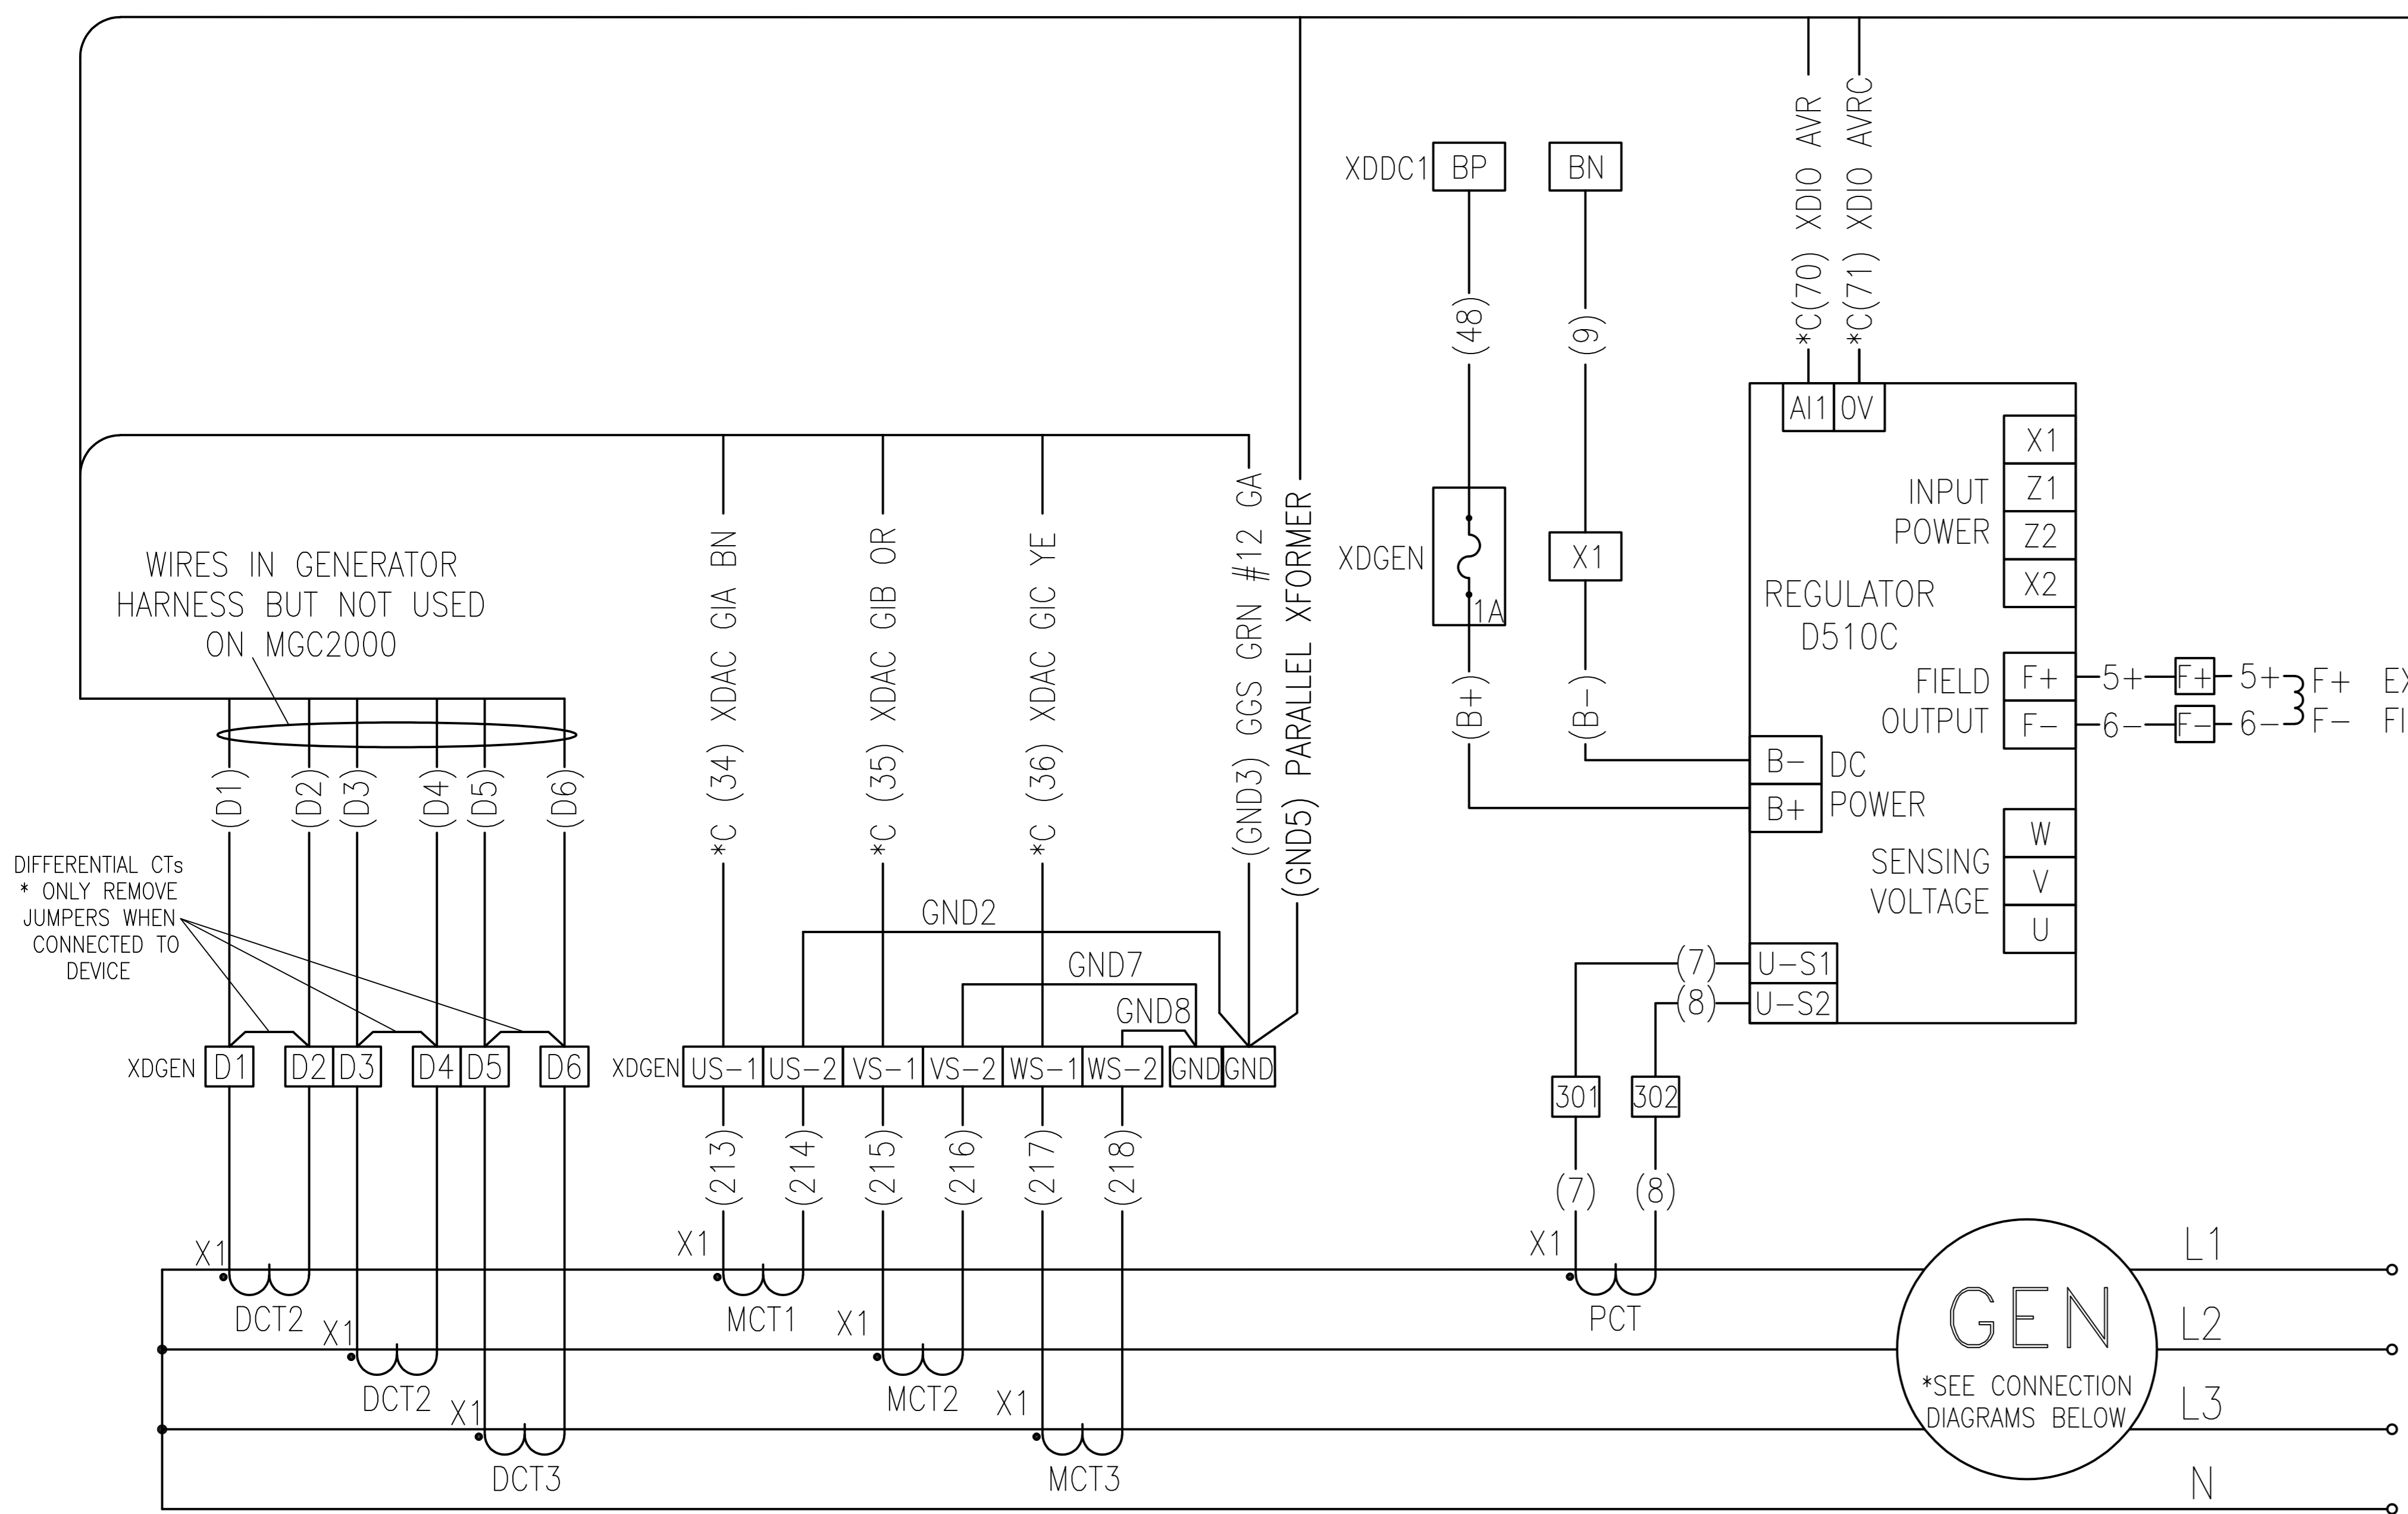 *C(70) XDIO AVR
*C(71) XDIO AVRC
XDDC1
BP
BN
(48)
(9)
AI1
0V
X1
Z1
Z2
X2
INPUT
POWER
REGULATOR
D510C
XDGEN
1A
X1
(B+)
(B-)
FIELD
OUTPUT
F+
F-
5+
F+
5+
F+
6-
F-
6-
F-
B-
B+
DC
POWER
SENSING
VOLTAGE
W
V
U
(7)
U-S1
(8)
U-S2
WIRES IN GENERATOR
HARNESS BUT NOT USED
ON MGC2000
*C (34) XDAC GIA BN
*C (35) XDAC GIB OR
*C (36) XDAC GIC YE
(GND3) GGS GRN #12 GA
(GND5) PARALLEL XFORMER
(D1)
(D2)
(D3)
(D4)
(D5)
(D6)
DIFFERENTIAL CTs
* ONLY REMOVE
JUMPERS WHEN
CONNECTED TO
DEVICE
GND2
GND7
GND8
XDGEN
D1
D2
D3
D4
D5
D6
XDGEN
US-1
US-2
VS-1
VS-2
WS-1
WS-2
GND
GND
301
302
(213)
(214)
(215)
(216)
(217)
(218)
(7)
(8)
X1
DCT2
X1
DCT2
X1
DCT3
X1
MCT1
X1
MCT2
X1
MCT3
X1
PCT
GEN
*SEE CONNECTION
DIAGRAMS BELOW
L1
L2
L3
N